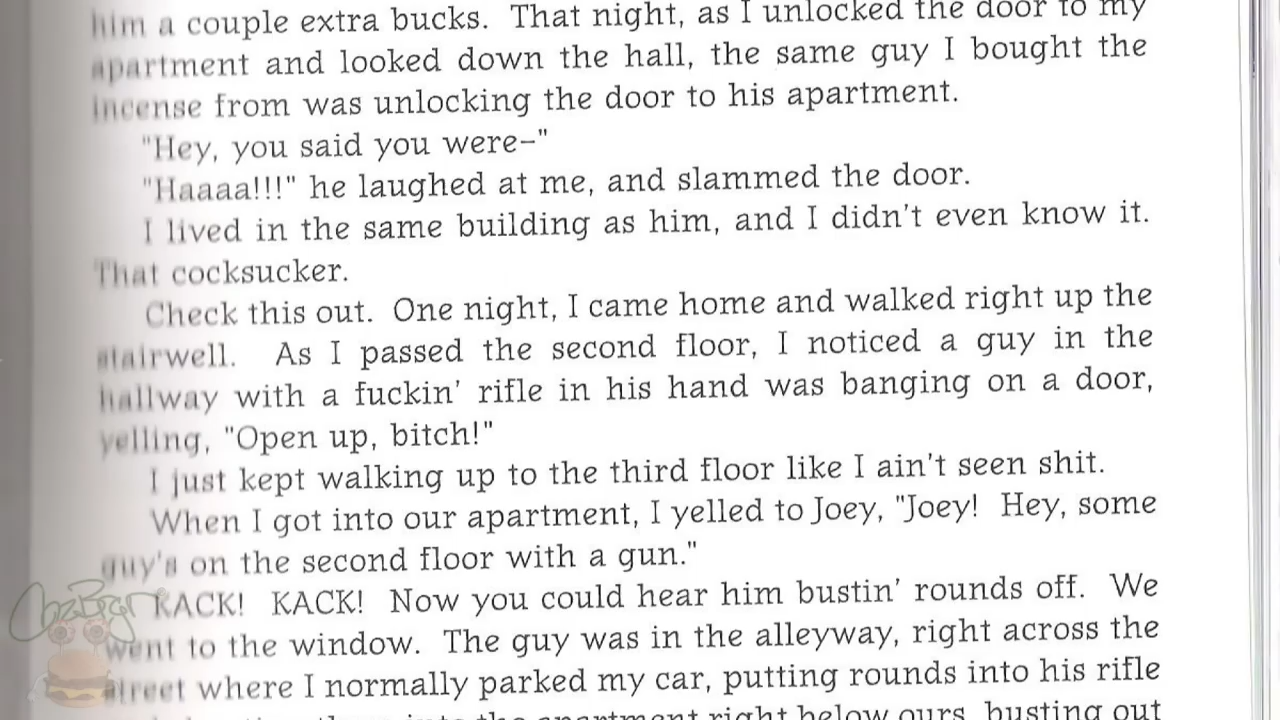 him a couple extra bucks.  That night, as I unlocked the door to my
apartment and looked down the hall, the same guy I bought the
incense from was unlocking the door to his apartment.
"Hey, you said you were–"
"Haaaa!!!" he laughed at me, and slammed the door.
I lived in the same building as him, and I didn't even know it.
That cocksucker.
Check this out.  One night, I came home and walked right up the
stairwell.  As I passed the second floor, I noticed a guy in the
hallway with a fuckin' rifle in his hand was banging on a door,
yelling, "Open up, bitch!"
I just kept walking up to the third floor like I ain't seen shit.
When I got into our apartment, I yelled to Joey, "Joey!  Hey, some
guy's on the second floor with a gun."
KACK!  KACK!  Now you could hear him bustin' rounds off.  We
went to the window.  The guy was in the alleyway, right across the
street where I normally parked my car, putting rounds into his rifle
the apartment right below ours, busting out